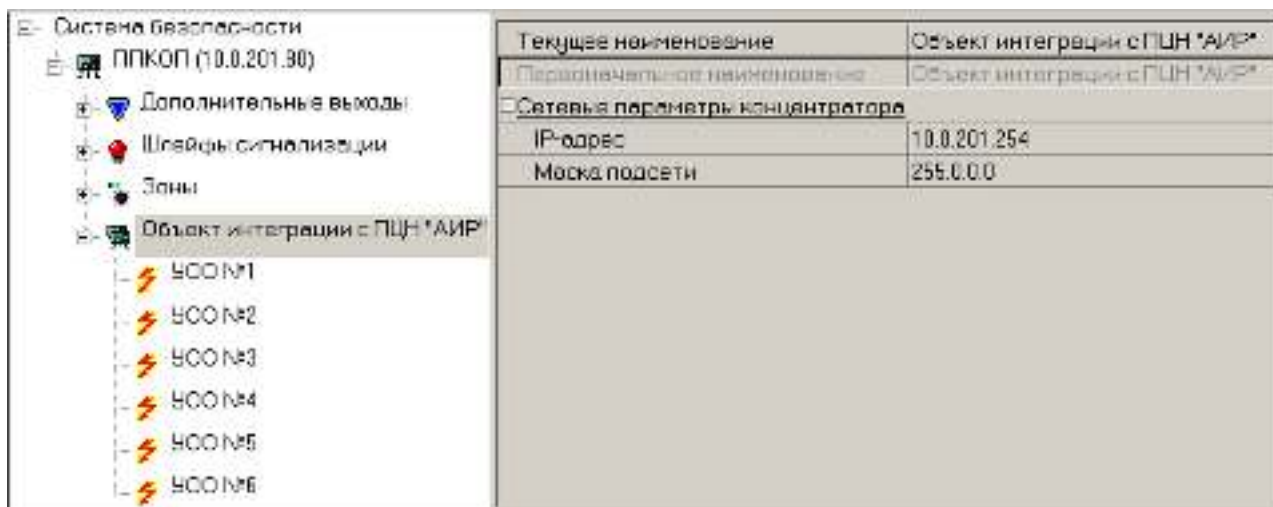 Система безопасности
ППКОП (10.0.201.90)
Дополнительные выходы
Шлейфы сигнализации
Зоны
Объект интеграции с ПЦН "АИР"
УСО №1
УСО №2
УСО №3
УСО №4
УСО №5
УСО №6
Текущее наименование Объект интеграции с ПЦН "АИР"
Первоначальное наименование Объект интеграции с ПЦН "АИР"
Сетевые параметры концентратора
IP-адрес 10.0.201.254
Маска подсети 255.0.0.0